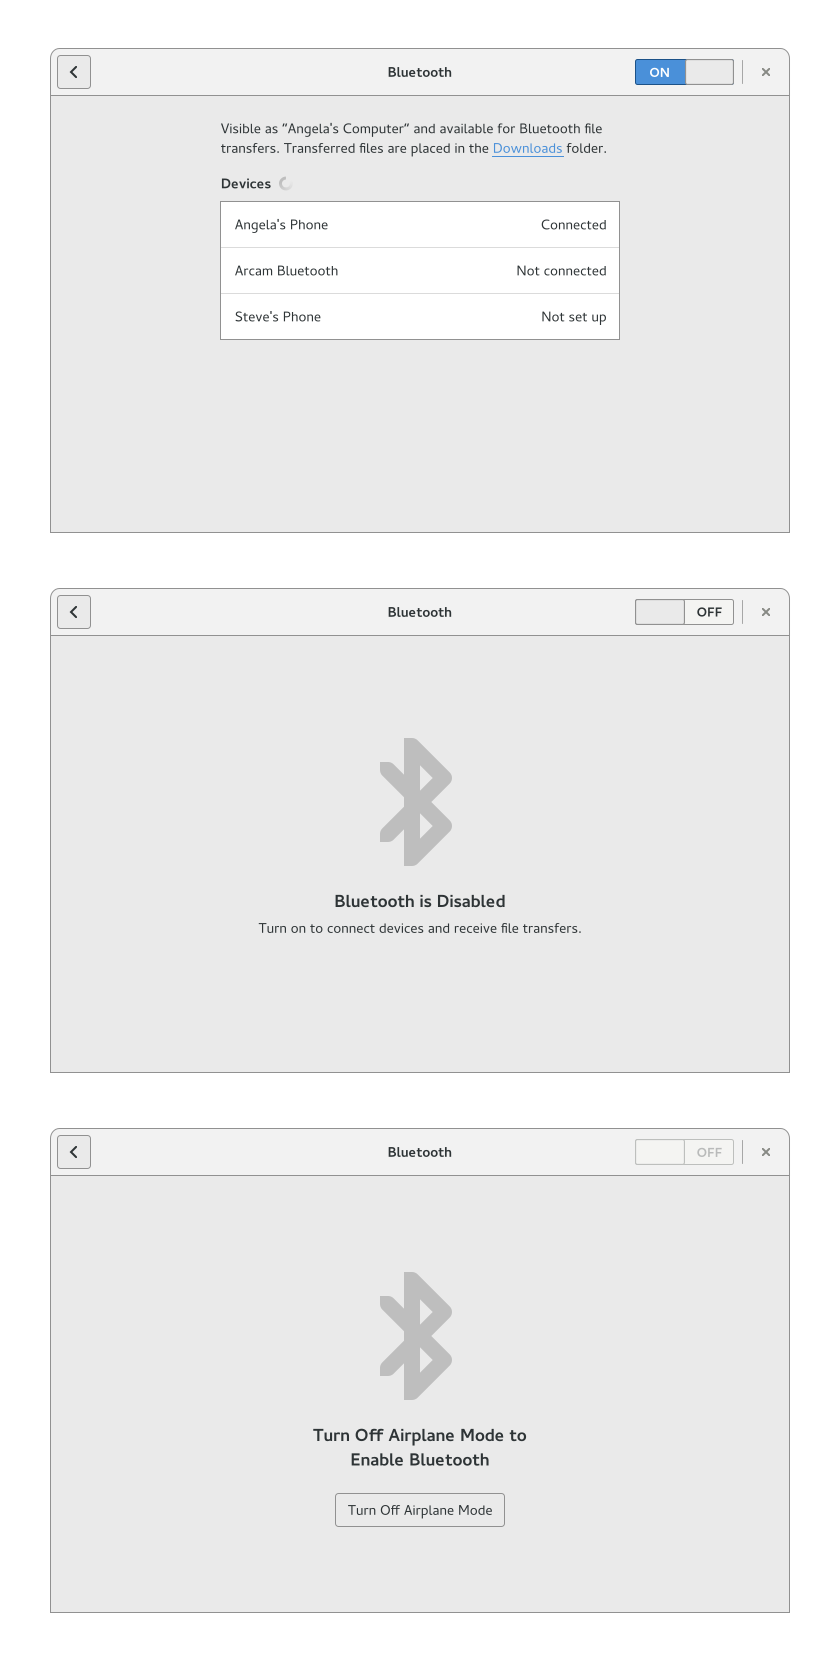 Bluetooth
ON
Visible as “Angela's Computer” and available for Bluetooth file
transfers. Transferred files are placed in the Downloads folder.
Devices
Angela's Phone Connected
Arcam Bluetooth Not connected
Steve's Phone Not set up
Bluetooth
OFF
Bluetooth is Disabled
Turn on to connect devices and receive file transfers.
Bluetooth
OFF
Turn Off Airplane Mode to
Enable Bluetooth
Turn Off Airplane Mode